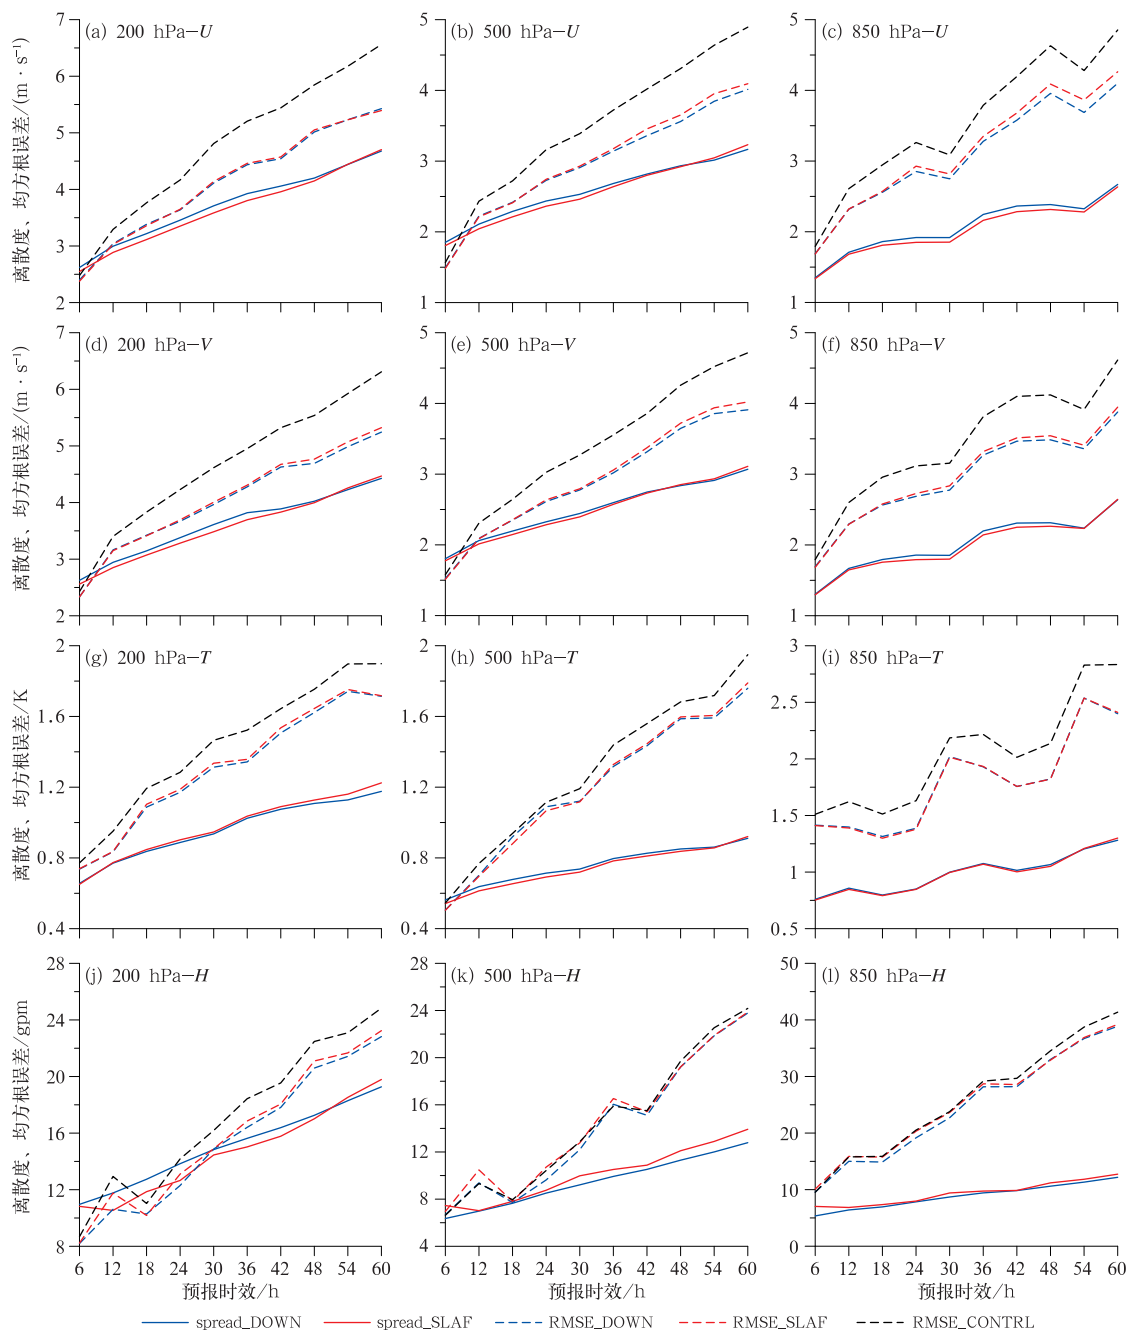 (a) 200 hPa−U
(b) 500 hPa−U
(c) 850 hPa−U
离散度、均方根误差/(m·s⁻¹)
7
6
5
4
3
2
5
4
3
2
1
5
4
3
2
1
(d) 200 hPa−V
(e) 500 hPa−V
(f) 850 hPa−V
离散度、均方根误差/(m·s⁻¹)
7
6
5
4
3
2
5
4
3
2
1
5
4
3
2
1
(g) 200 hPa−T
(h) 500 hPa−T
(i) 850 hPa−T
离散度、均方根误差/K
2
1.6
1.2
0.8
0.4
2
1.6
1.2
0.8
0.4
3
2.5
2
1.5
1
0.5
(j) 200 hPa−H
(k) 500 hPa−H
(l) 850 hPa−H
离散度、均方根误差/gpm
28
24
20
16
12
8
28
24
20
16
12
8
4
50
40
30
20
10
0
6 12 18 24 30 36 42 48 54 60
6 12 18 24 30 36 42 48 54 60
6 12 18 24 30 36 42 48 54 60
预报时效/h
预报时效/h
预报时效/h
spread_DOWN spread_SLAF RMSE_DOWN RMSE_SLAF RMSE_CONTRL